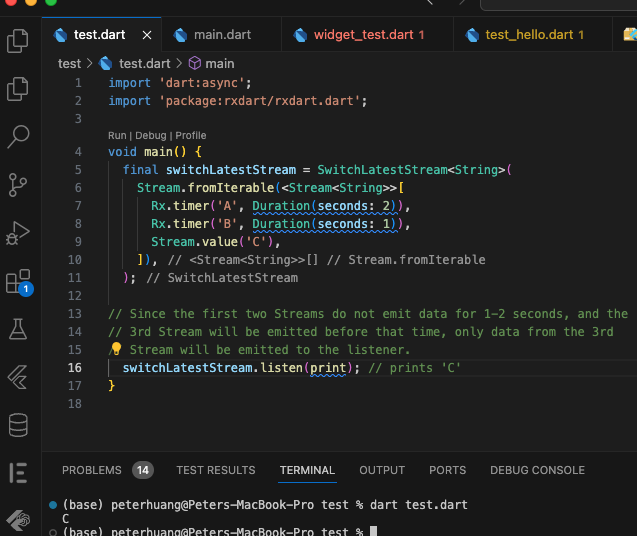 test.dart
main.dart
widget_test.dart 1
test_hello.dart 1
test > test.dart > main
1 import 'dart:async';
2 import 'package:rxdart/rxdart.dart';
3
Run | Debug | Profile
4 void main() {
5 final switchLatestStream = SwitchLatestStream<String>(
6 Stream.fromIterable(<Stream<String>>[
7 Rx.timer('A', Duration(seconds: 2)),
8 Rx.timer('B', Duration(seconds: 1)),
9 Stream.value('C'),
10 ]), // <Stream<String>>[] // Stream.fromIterable
11 ); // SwitchLatestStream
12
13 // Since the first two Streams do not emit data for 1-2 seconds, and the
14 // 3rd Stream will be emitted before that time, only data from the 3rd
15 // Stream will be emitted to the listener.
16 switchLatestStream.listen(print); // prints 'C'
17 }
18
1
PROBLEMS 14 TEST RESULTS TERMINAL OUTPUT PORTS DEBUG CONSOLE
(base) peterhuang@Peters-MacBook-Pro test % dart test.dart
C
(base) peterhuang@Peters-MacBook-Pro test %